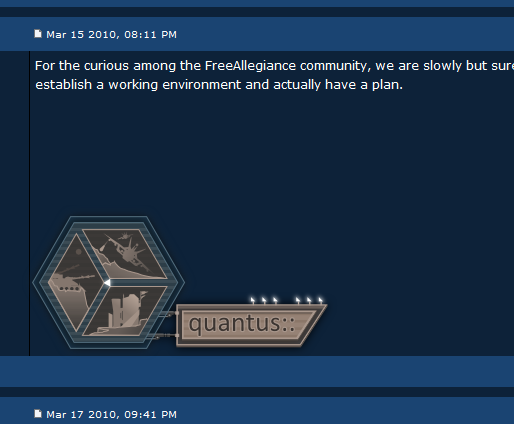 Mar 15 2010, 08:11 PM
For the curious among the FreeAllegiance community, we are slowly but
establish a working environment and actually have a plan.
quantus::
Mar 17 2010, 09:41 PM